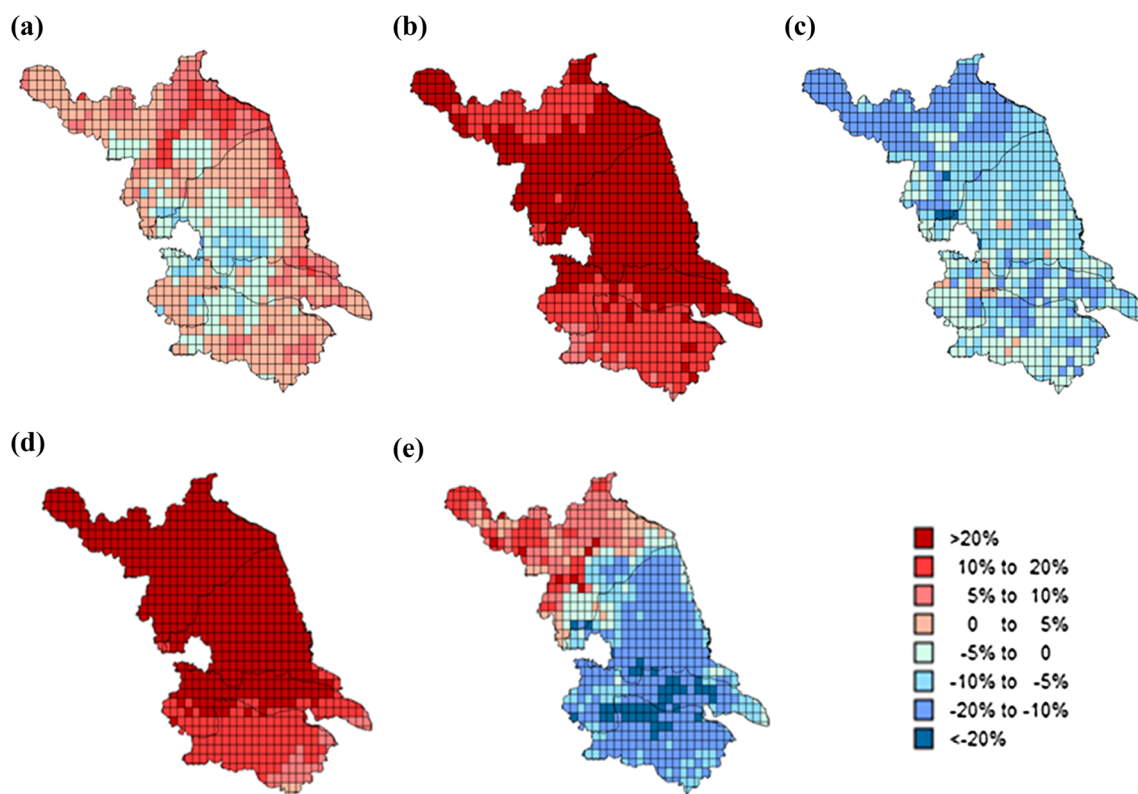 (a)
(b)
(c)
(d)
(e)
>20%
10% to 20%
5% to 10%
0 to 5%
-5% to 0
-10% to -5%
-20% to -10%
<-20%